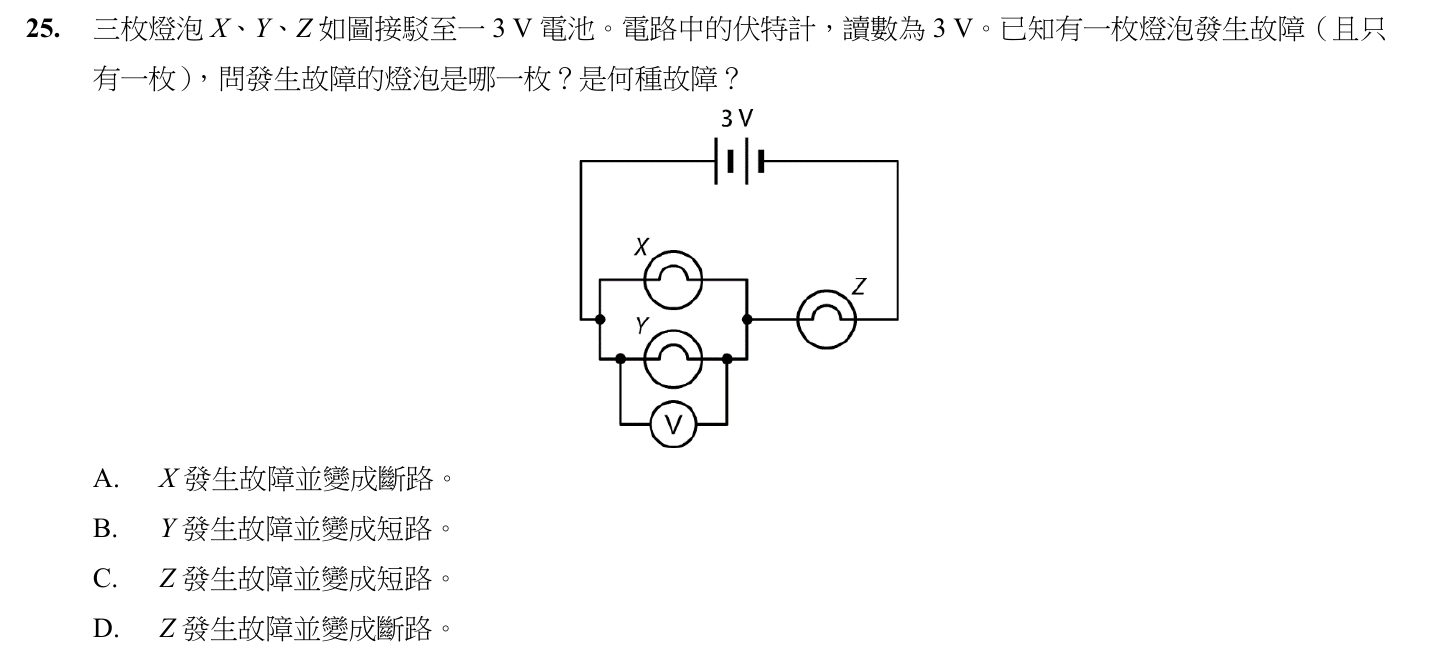 25. 三枚燈泡 X、Y、Z 如圖接駁至一 3 V 電池。電路中的伏特計，讀數為 3 V。已知有一枚燈泡發生故障（且只
有一枚），問發生故障的燈泡是哪一枚？是何種故障？
3 V
X
Z
Y
V
A. X 發生故障並變成斷路。
B. Y 發生故障並變成短路。
C. Z 發生故障並變成短路。
D. Z 發生故障並變成斷路。